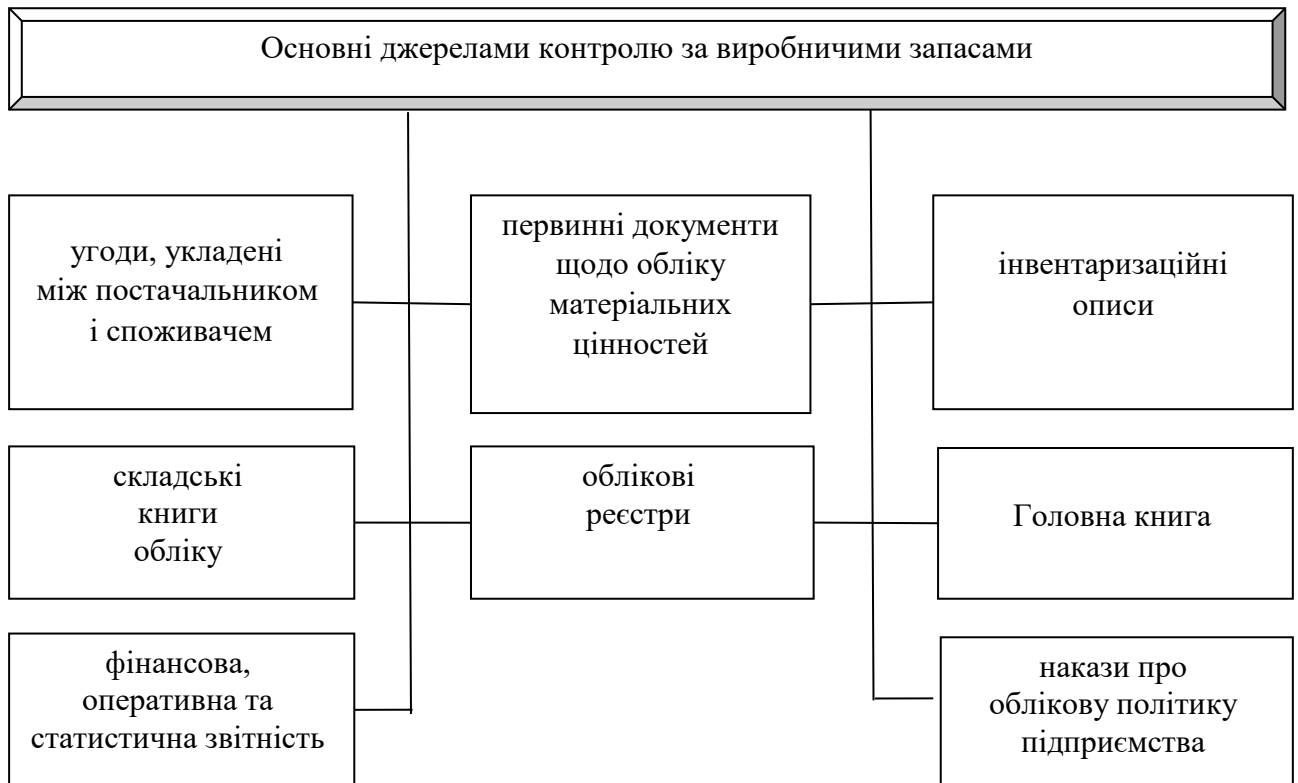 Основні джерелами контролю за виробничими запасами
угоди, укладені
між постачальником
і споживачем
первинні документи
щодо обліку
матеріальних
цінностей
інвентаризаційні
описи
складські
книги
обліку
облікові
реєстри
Головна книга
фінансова,
оперативна та
статистична звітність
накази про
облікову політику
підприємства